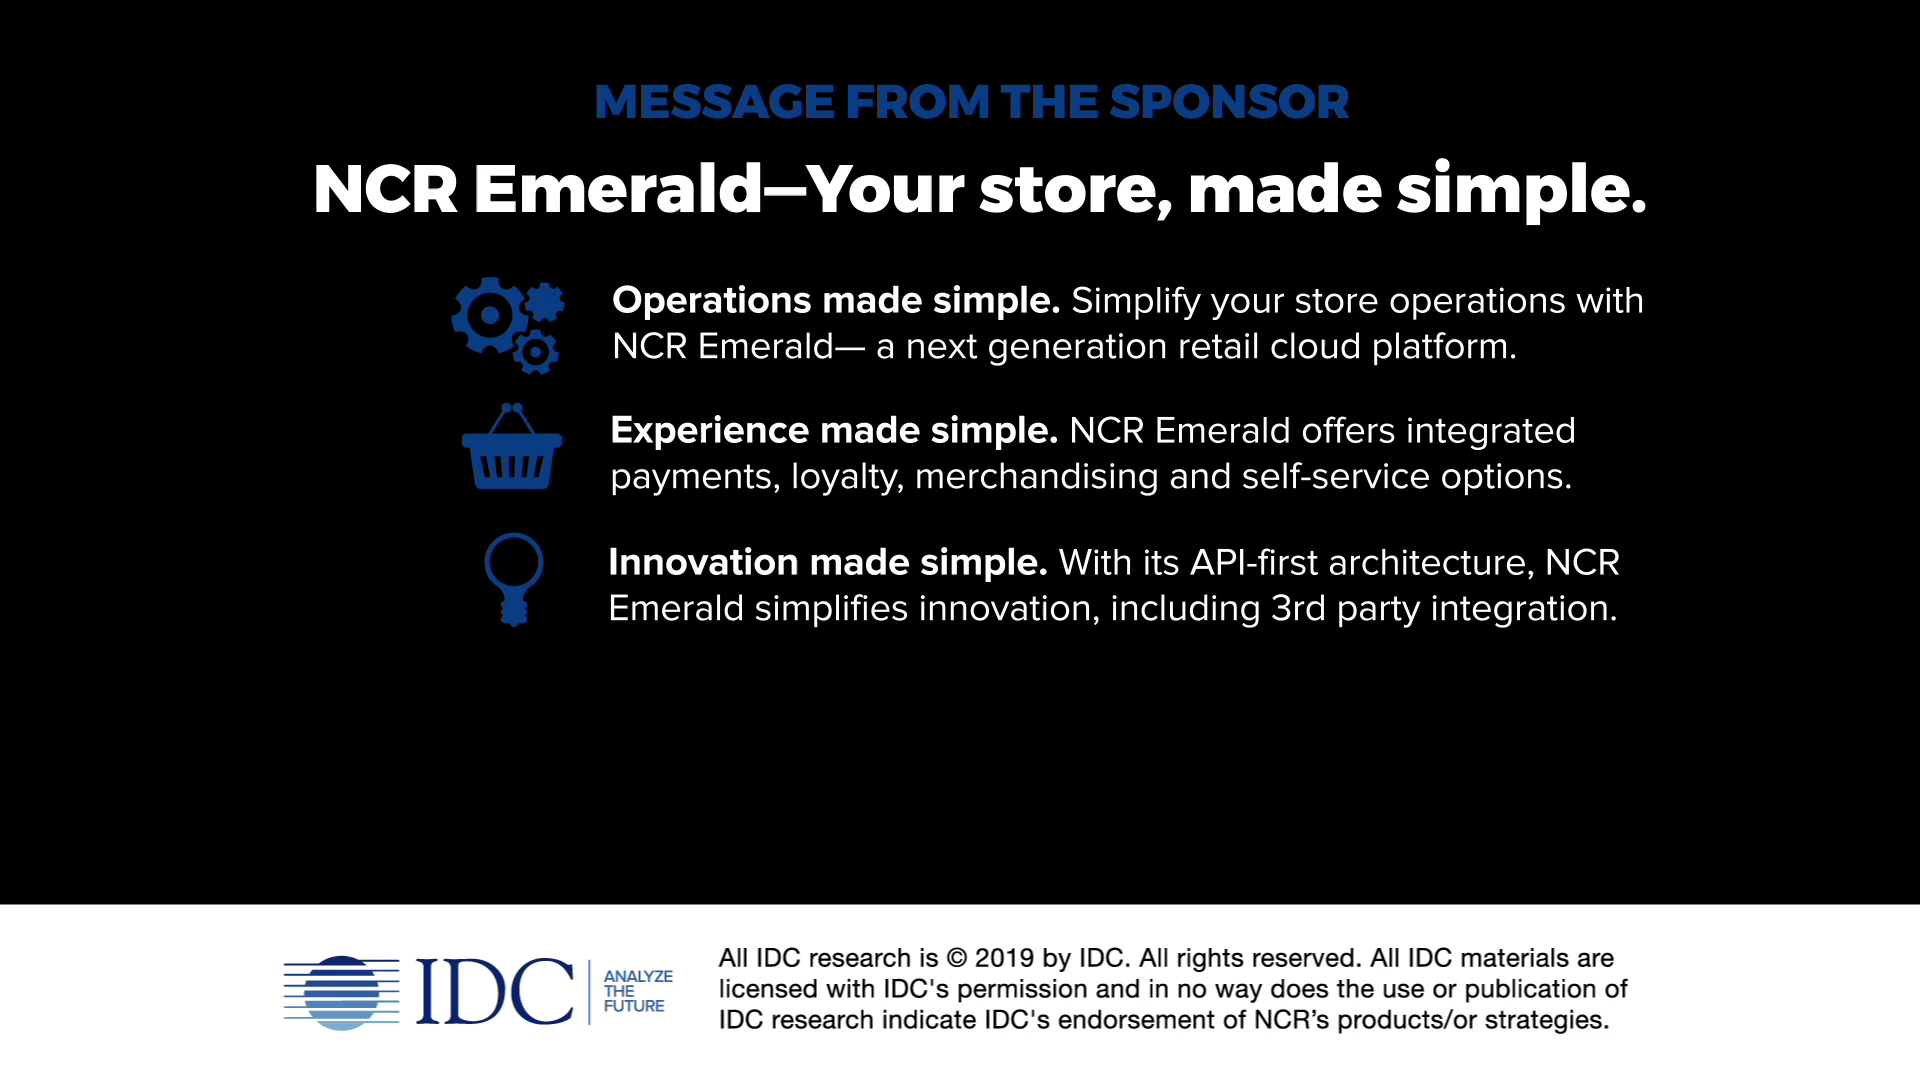 MESSAGE FROM THE SPONSOR
NCR Emerald—Your store, made simple.
Operations made simple. Simplify your store operations with
NCR Emerald— a next generation retail cloud platform.
Experience made simple. NCR Emerald offers integrated
payments, loyalty, merchandising and self-service options.
Innovation made simple. With its API-first architecture, NCR
Emerald simplifies innovation, including 3rd party integration.
IDC
ANALYZE
THE
FUTURE
All IDC research is © 2019 by IDC. All rights reserved. All IDC materials are
licensed with IDC's permission and in no way does the use or publication of
IDC research indicate IDC's endorsement of NCR’s products/or strategies.